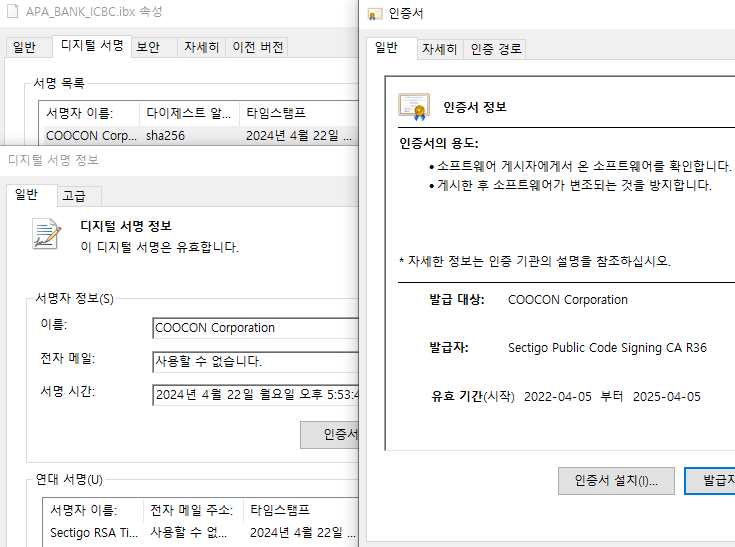 APA_BANK_ICBC.ibx 속성
일반 디지털 서명 보안 자세히 이전 버전
서명 목록
서명자 이름: 다이제스트 알... 타임스탬프
COOCON Corp... sha256 2024년 4월 22일 ...
디지털 서명 정보
일반 고급
디지털 서명 정보
이 디지털 서명은 유효합니다.
서명자 정보(S)
이름: COOCON Corporation
전자 메일: 사용할 수 없습니다.
서명 시간: 2024년 4월 22일 월요일 오후 5:53:4
인증서
연대 서명(U)
서명자 이름: 전자 메일 주소: 타임스탬프
Sectigo RSA Ti... 사용할 수 없... 2024년 4월 22일 ...
인증서
일반 자세히 인증 경로
인증서 정보
인증서의 용도:
• 소프트웨어 게시자에게서 온 소프트웨어를 확인합니다.
• 게시한 후 소프트웨어가 변조되는 것을 방지합니다.
* 자세한 정보는 인증 기관의 설명을 참조하십시오.
발급 대상: COOCON Corporation
발급자: Sectigo Public Code Signing CA R36
유효 기간(시작) 2022-04-05 부터 2025-04-05
인증서 설치(I)... 발급자